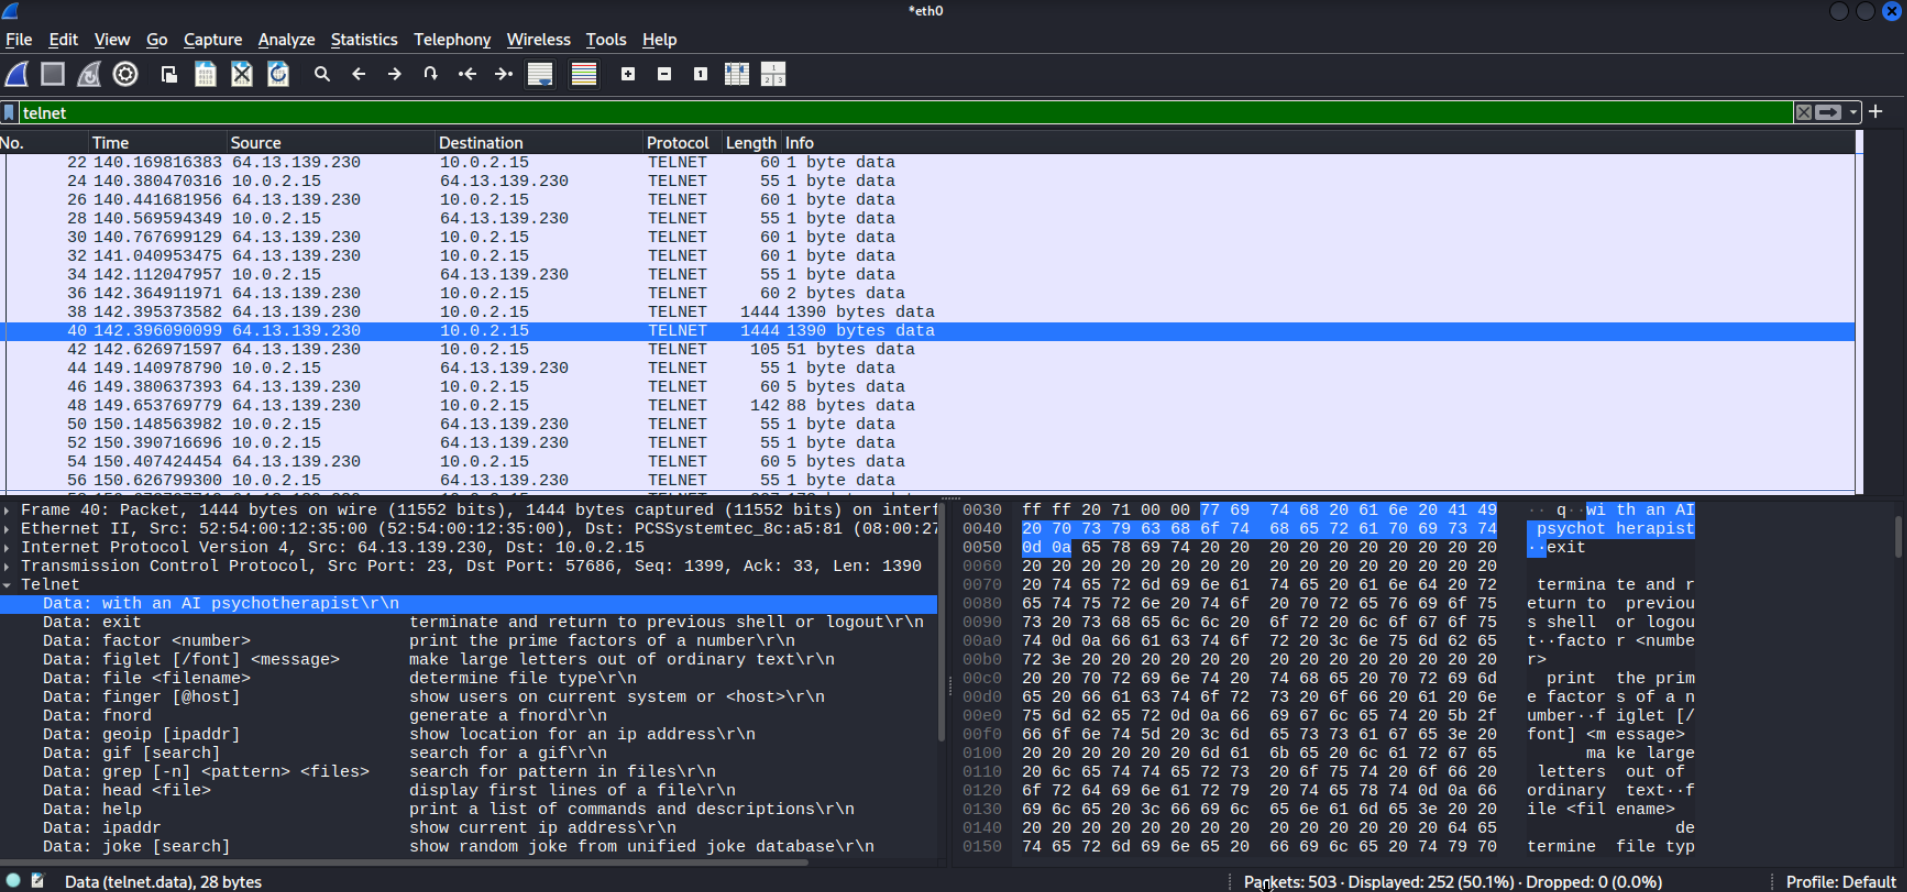 *eth0
File Edit View Go Capture Analyze Statistics Telephony Wireless Tools Help
telnet
No. Time Source Destination Protocol Length Info
22 140.169816383 64.13.139.230 10.0.2.15 TELNET 60 1 byte data
24 140.380470316 10.0.2.15 64.13.139.230 TELNET 55 1 byte data
26 140.441681956 64.13.139.230 10.0.2.15 TELNET 60 1 byte data
28 140.569594349 10.0.2.15 64.13.139.230 TELNET 55 1 byte data
30 140.767699129 64.13.139.230 10.0.2.15 TELNET 60 1 byte data
32 141.040953475 64.13.139.230 10.0.2.15 TELNET 60 1 byte data
34 142.112047957 10.0.2.15 64.13.139.230 TELNET 55 1 byte data
36 142.364911971 64.13.139.230 10.0.2.15 TELNET 60 2 bytes data
38 142.395373582 64.13.139.230 10.0.2.15 TELNET 1444 1390 bytes data
40 142.396090099 64.13.139.230 10.0.2.15 TELNET 1444 1390 bytes data
42 142.626971597 64.13.139.230 10.0.2.15 TELNET 105 51 bytes data
44 149.140978790 10.0.2.15 64.13.139.230 TELNET 55 1 byte data
46 149.380637393 64.13.139.230 10.0.2.15 TELNET 60 5 bytes data
48 149.653769779 64.13.139.230 10.0.2.15 TELNET 142 88 bytes data
50 150.148563982 10.0.2.15 64.13.139.230 TELNET 55 1 byte data
52 150.390716696 10.0.2.15 64.13.139.230 TELNET 55 1 byte data
54 150.407424454 64.13.139.230 10.0.2.15 TELNET 60 5 bytes data
56 150.626799300 10.0.2.15 64.13.139.230 TELNET 55 1 byte data
Frame 40: Packet, 1444 bytes on wire (11552 bits), 1444 bytes captured (11552 bits) on interf
Ethernet II, Src: 52:54:00:12:35:00 (52:54:00:12:35:00), Dst: PCSSystemtec_8c:a5:81 (08:00:27
Internet Protocol Version 4, Src: 64.13.139.230, Dst: 10.0.2.15
Transmission Control Protocol, Src Port: 23, Dst Port: 57686, Seq: 1399, Ack: 33, Len: 1390
Telnet
Data: with an AI psychotherapist\r\n
Data: exit terminate and return to previous shell or logout\r\n
Data: factor <number> print the prime factors of a number\r\n
Data: figlet [/font] <message> make large letters out of ordinary text\r\n
Data: file <filename> determine file type\r\n
Data: finger [@host] show users on current system or <host>\r\n
Data: fnord generate a fnord\r\n
Data: geoip [ipaddr] show location for an ip address\r\n
Data: gif [search] search for a gif\r\n
Data: grep [-n] <pattern> <files> search for pattern in files\r\n
Data: head <file> display first lines of a file\r\n
Data: help print a list of commands and descriptions\r\n
Data: ipaddr show current ip address\r\n
Data: joke [search] show random joke from unified joke database\r\n
0030 ff ff 20 71 00 00 77 69 74 68 20 61 6e 20 41 49 ·· q··wi th an AI
0040 20 70 73 79 63 68 6f 74 68 65 72 61 70 69 73 74 psychot herapist
0050 0d 0a 65 78 69 74 20 20 20 20 20 20 20 20 20 20 ··exit
0060 20 20 20 20 20 20 20 20 20 20 20 20 20 20 20 20
0070 20 74 65 72 6d 69 6e 61 74 65 20 61 6e 64 20 72 termina te and r
0080 65 74 75 72 6e 20 74 6f 20 70 72 65 76 69 6f 75 eturn to previou
0090 73 20 73 68 65 6c 6c 20 6f 72 20 6c 6f 67 6f 75 s shell or logou
00a0 74 0d 0a 66 61 63 74 6f 72 20 3c 6e 75 6d 62 65 t··facto r <numbe
00b0 72 3e 20 20 20 20 20 20 20 20 20 20 20 20 20 20 r>
00c0 20 20 70 72 69 6e 74 20 74 68 65 20 70 72 69 6d print the prim
00d0 65 20 66 61 63 74 6f 72 73 20 6f 66 20 61 20 6e e factor s of a n
00e0 75 6d 62 65 72 0d 0a 66 69 67 6c 65 74 20 5b 2f umber··f iglet [/
00f0 66 6f 6e 74 5d 20 3c 6d 65 73 73 61 67 65 3e 20 font] <m essage>
0100 20 20 20 20 20 20 6d 61 6b 65 20 6c 61 72 67 65 ma ke large
0110 20 6c 65 74 74 65 72 73 20 6f 75 74 20 6f 66 20 letters out of
0120 6f 72 64 69 6e 61 72 79 20 74 65 78 74 0d 0a 66 ordinary text··f
0130 69 6c 65 20 3c 66 69 6c 65 6e 61 6d 65 3e 20 20 ile <fil ename>
0140 20 20 20 20 20 20 20 20 20 20 20 20 20 20 64 65 de
0150 74 65 72 6d 69 6e 65 20 66 69 6c 65 20 74 79 70 termine file typ
Data (telnet.data), 28 bytes
Packets: 503 · Displayed: 252 (50.1%) · Dropped: 0 (0.0%)
Profile: Default